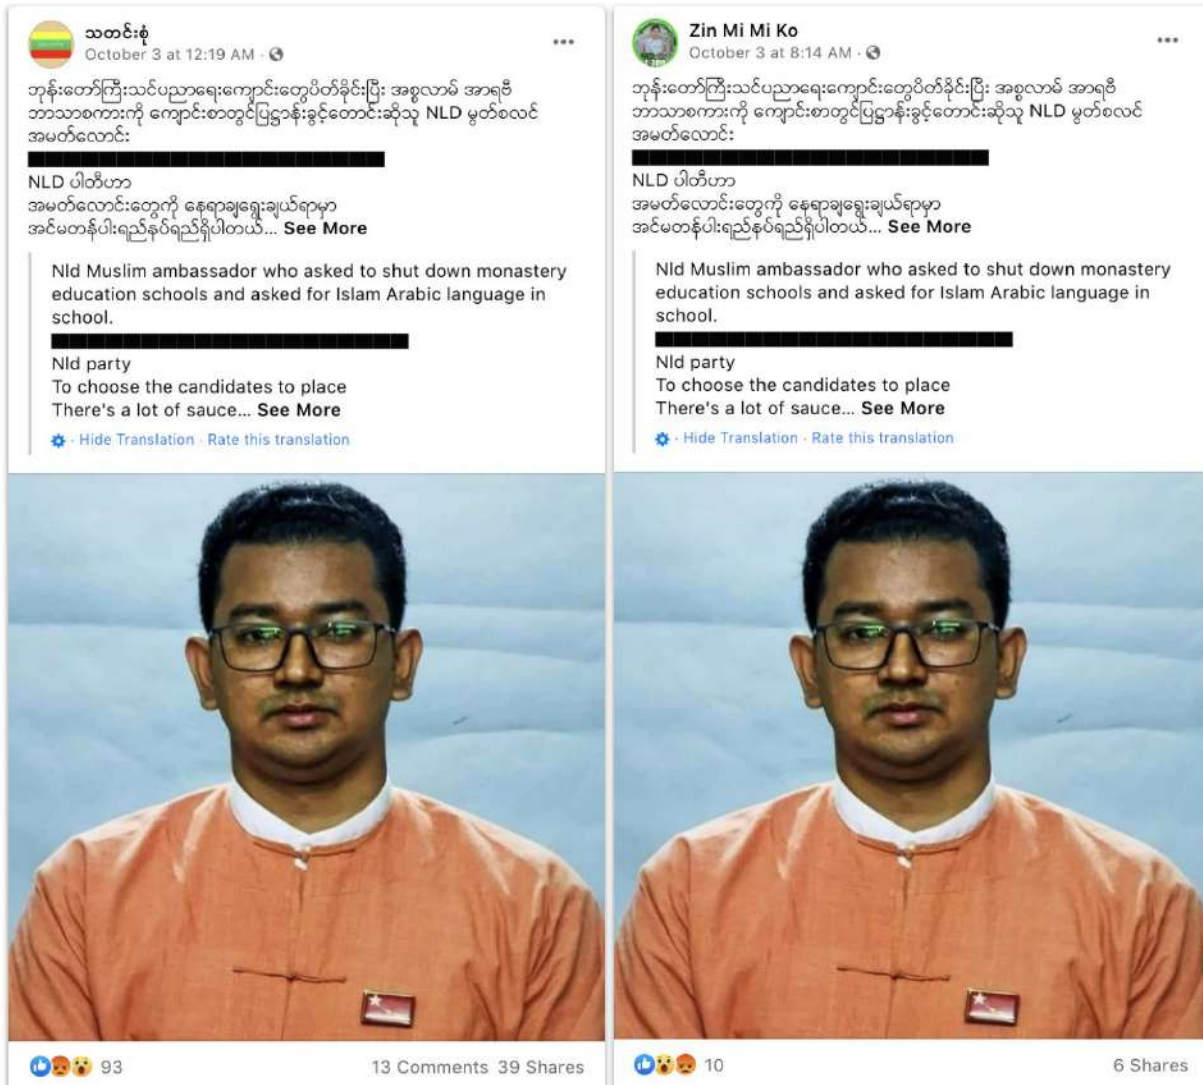 သတင်းစုံ
October 3 at 12:19 AM ·
ဘုန်းတော်ကြီးသင်ပညာရေးကျောင်းတွေပိတ်ခိုင်းပြီး အစ္စလာမ် အာရဗီ
ဘာသာစကားကို ကျောင်းစာတွင်ပြဋ္ဌာန်းခွင့်တောင်းဆိုသူ NLD မွတ်စလင်
အမတ်လောင်း
NLD ပါတီဟာ
အမတ်လောင်းတွေကို နေရာချရွေးချယ်ရာမှာ
အင်မတန်ပါးရည်နပ်ရည်ရှိပါတယ်... See More
Nld Muslim ambassador who asked to shut down monastery
education schools and asked for Islam Arabic language in
school.
Nld party
To choose the candidates to place
There's a lot of sauce... See More
· Hide Translation · Rate this translation
93
13 Comments 39 Shares
Zin Mi Mi Ko
October 3 at 8:14 AM ·
ဘုန်းတော်ကြီးသင်ပညာရေးကျောင်းတွေပိတ်ခိုင်းပြီး အစ္စလာမ် အာရဗီ
ဘာသာစကားကို ကျောင်းစာတွင်ပြဋ္ဌာန်းခွင့်တောင်းဆိုသူ NLD မွတ်စလင်
အမတ်လောင်း
NLD ပါတီဟာ
အမတ်လောင်းတွေကို နေရာချရွေးချယ်ရာမှာ
အင်မတန်ပါးရည်နပ်ရည်ရှိပါတယ်... See More
Nld Muslim ambassador who asked to shut down monastery
education schools and asked for Islam Arabic language in
school.
Nld party
To choose the candidates to place
There's a lot of sauce... See More
· Hide Translation · Rate this translation
10
6 Shares